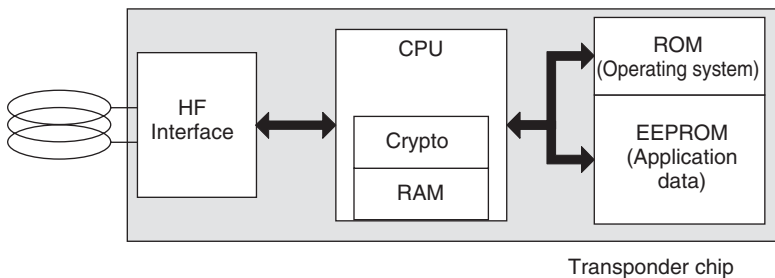 HF
Interface
CPU
Crypto
RAM
ROM
(Operating system)
EEPROM
(Application
data)
Transponder chip